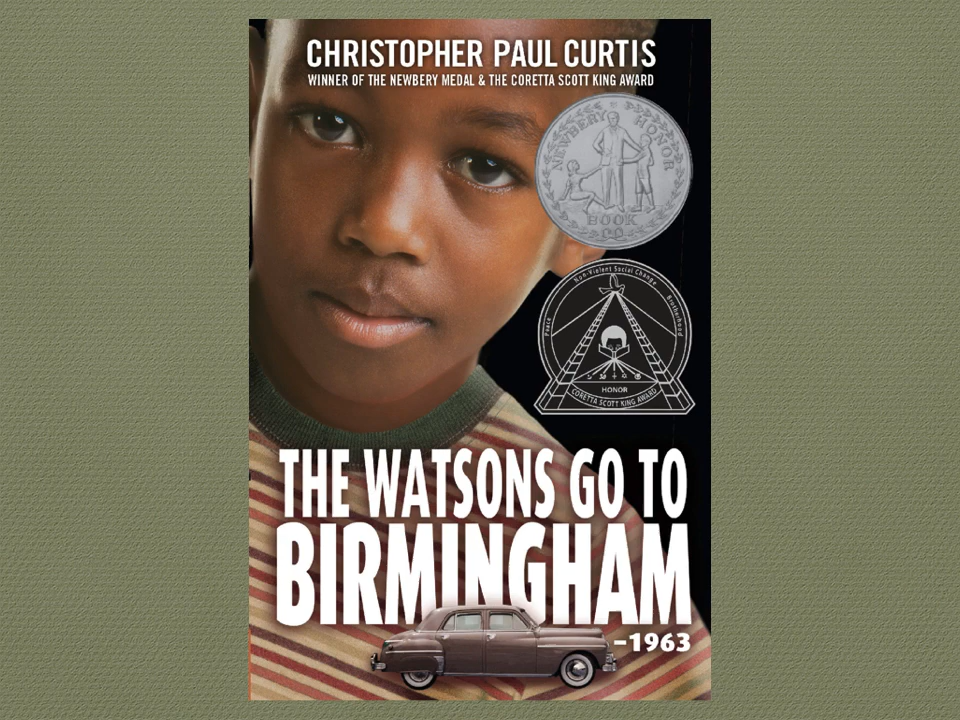 CHRISTOPHER PAUL CURTIS
WINNER OF THE NEWBERY MEDAL & THE CORETTA SCOTT KING AWARD
NEWBERY HONOR
BOOK
Non-Violent Social Change
Peace
Brotherhood
HONOR
CORETTA SCOTT KING AWARD
THE WATSONS GO TO
BIRMINGHAM
–1963